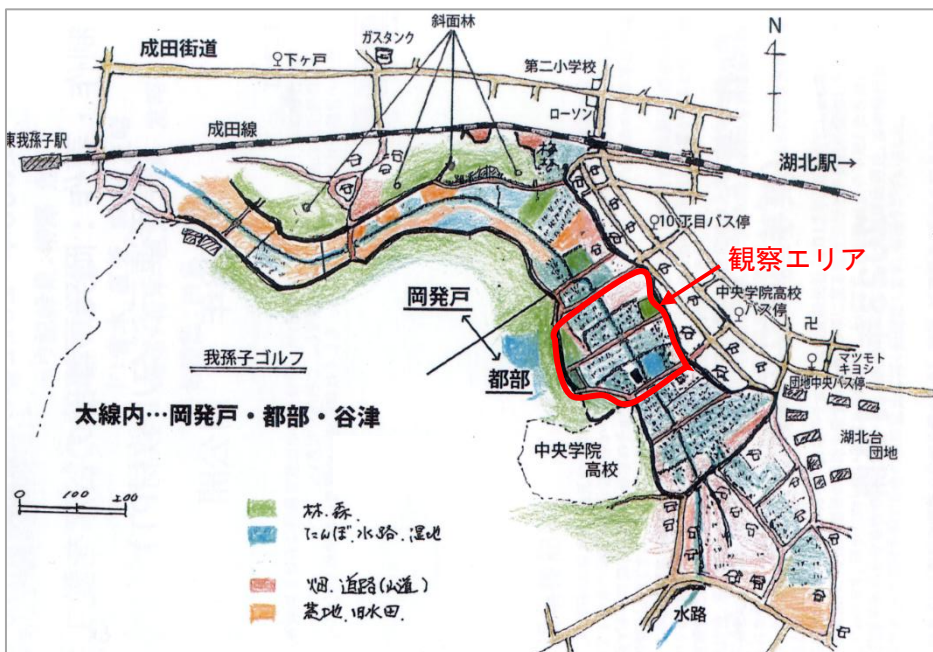 斜面林
ガスタンク
成田街道
下ヶ戸
第二小学校
N
ローソン
成田線
東我孫子駅
梅林
湖北駅→
10丁目バス停
観察エリア
岡発戸
中央学院高校
バス停
卍
我孫子ゴルフ
都部
マツモト
キヨシ
団地中央バス停
太線内…岡発戸・都部・谷津
中央学院
高校
湖北台
団地
0 100 200
林.森
たんぼ.水路.湿地
畑.道路(山道)
荒地.旧水田.
水路